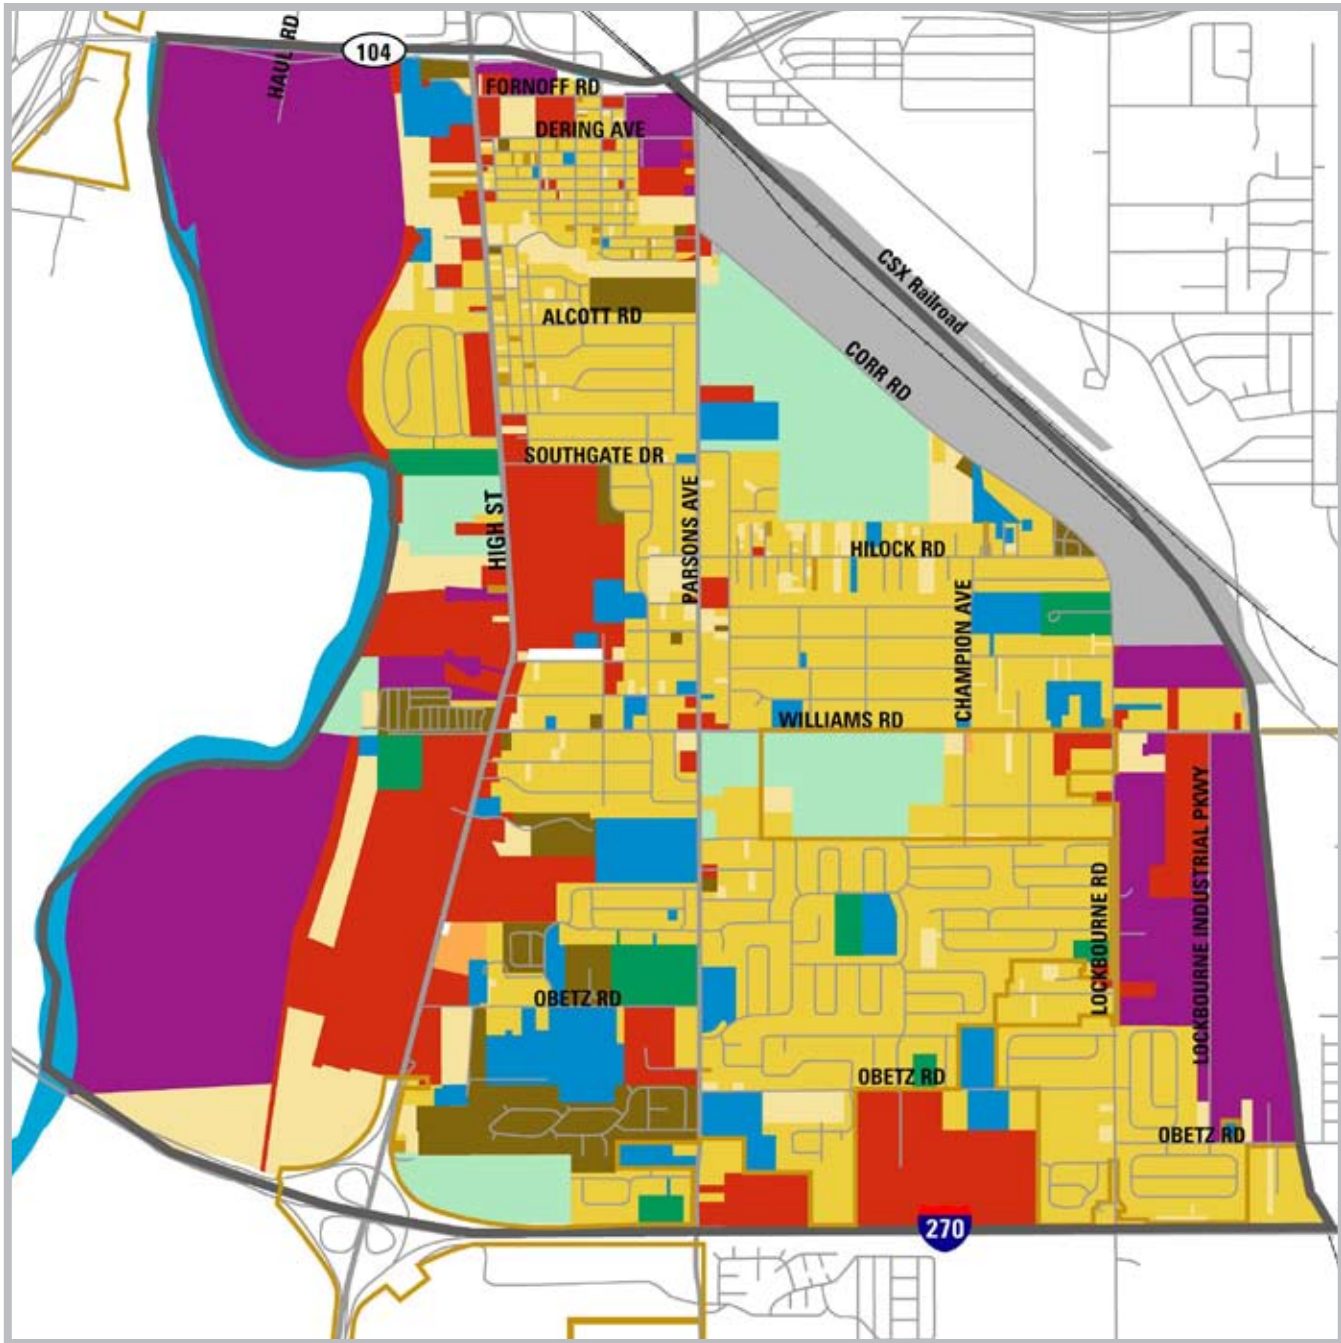 HAUL RD
104
FORNOFF RD
DERING AVE
CSX Railroad
ALCOTT RD
CORR RD
SOUTHGATE DR
HIGH ST
PARSONS AVE
HILOCK RD
CHAMPION AVE
WILLIAMS RD
LOCKBOURNE INDUSTRIAL PKWY
LOCKBOURNE RD
OBETZ RD
OBETZ RD
OBETZ RD
270